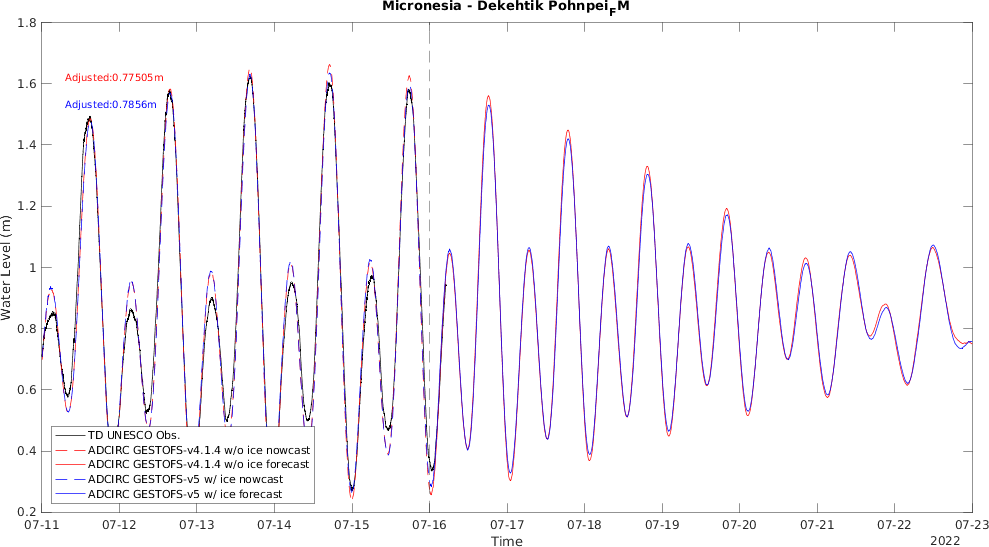 Micronesia - Dekehtik Pohnpei_FM
1.8
1.6
1.4
1.2
1
0.8
0.6
0.4
0.2
Water Level (m)
Adjusted:0.77505m
Adjusted:0.7856m
TD UNESCO Obs.
ADCIRC GESTOFS-v4.1.4 w/o ice nowcast
ADCIRC GESTOFS-v4.1.4 w/o ice forecast
ADCIRC GESTOFS-v5 w/ ice nowcast
ADCIRC GESTOFS-v5 w/ ice forecast
07-11 07-12 07-13 07-14 07-15 07-16 07-17 07-18 07-19 07-20 07-21 07-22 07-23
Time
2022